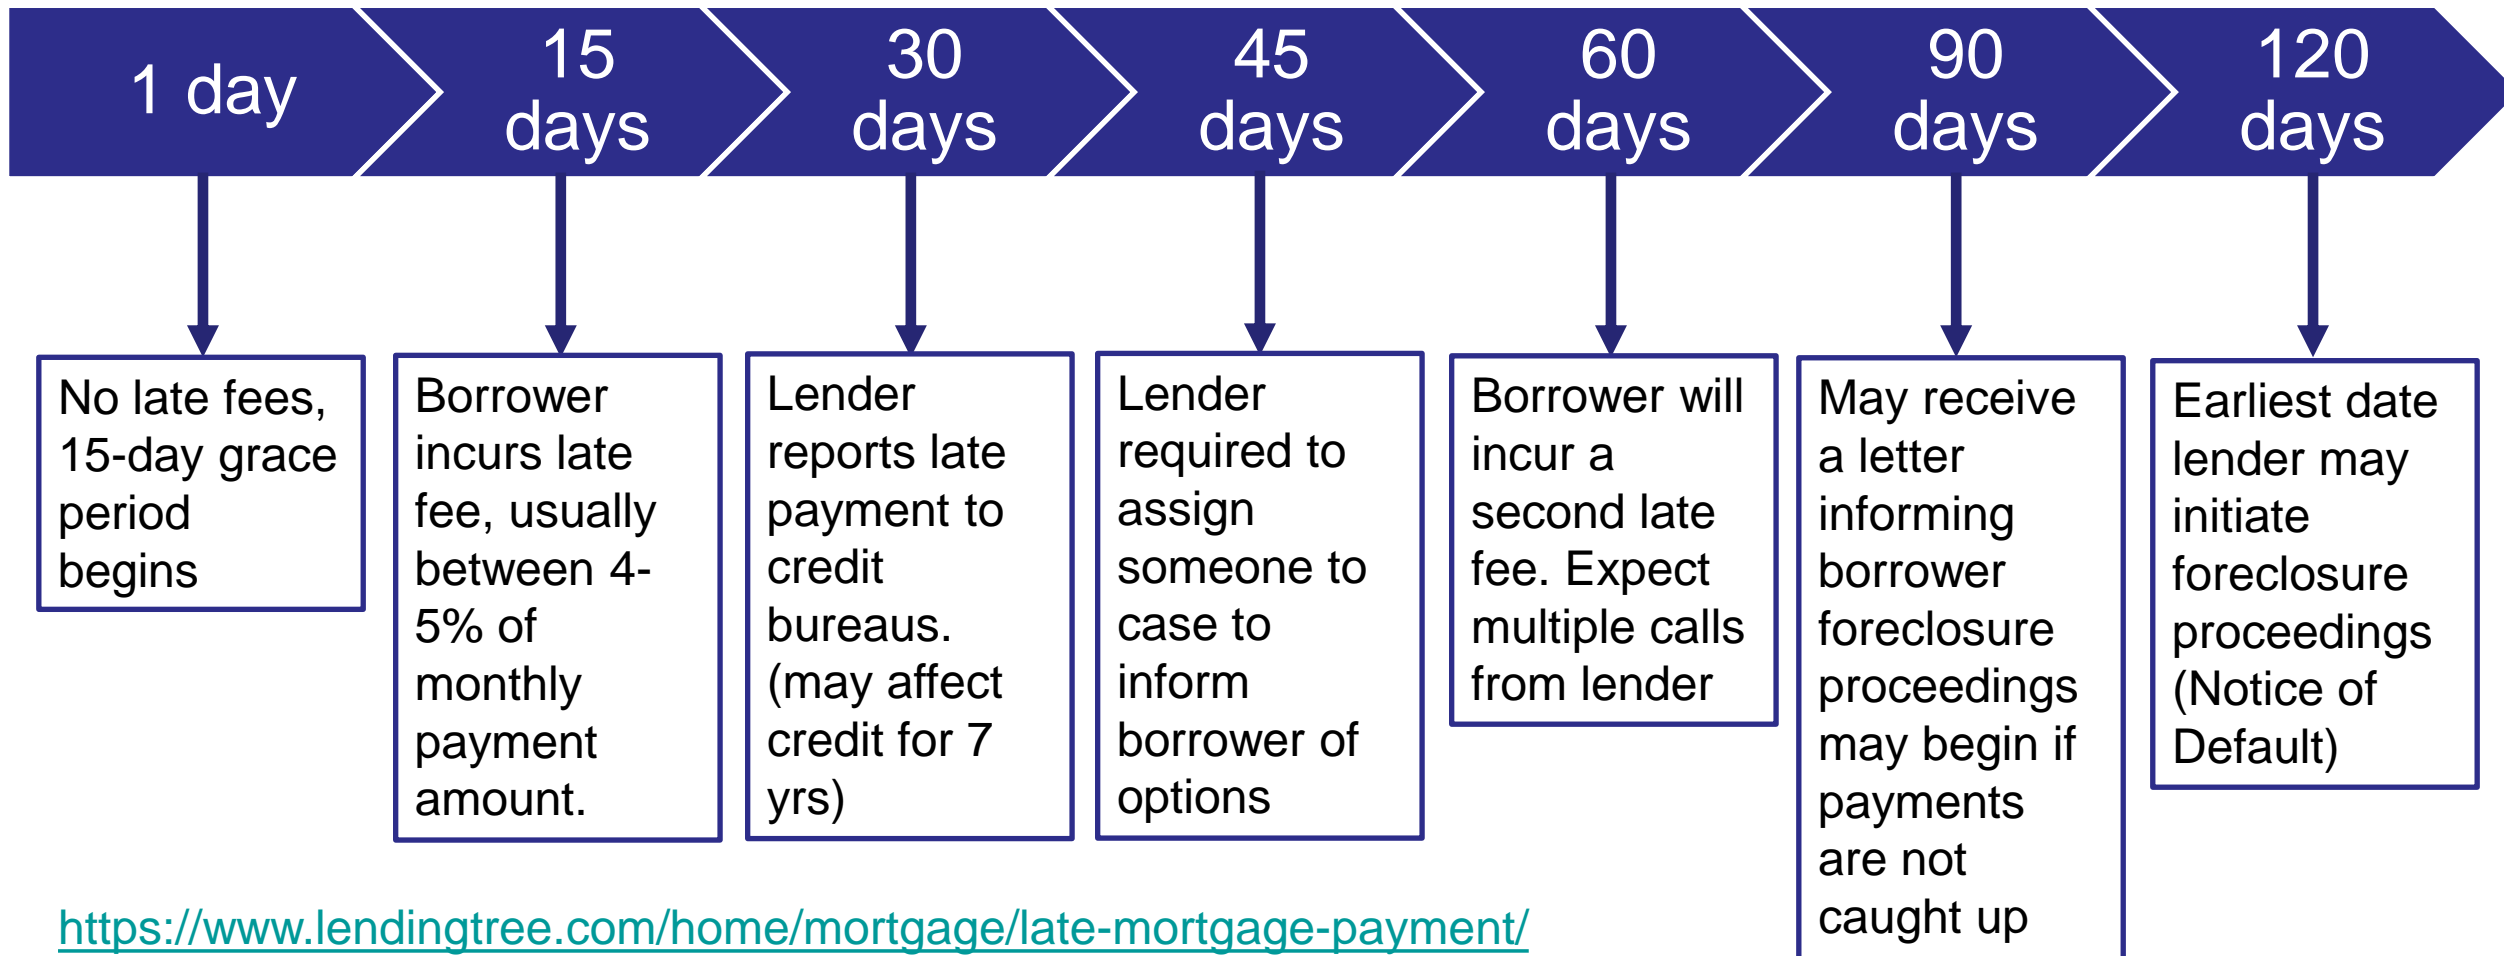 1 day
15
days
30
days
45
days
60
days
90
days
120
days
No late fees,
15-day grace
period
begins
Borrower
incurs late
fee, usually
between 4-
5% of
monthly
payment
amount.
Lender
reports late
payment to
credit
bureaus.
(may affect
credit for 7
yrs)
Lender
required to
assign
someone to
case to
inform
borrower of
options
Borrower will
incur a
second late
fee. Expect
multiple calls
from lender
May receive
a letter
informing
borrower
foreclosure
proceedings
may begin if
payments
are not
caught up
Earliest date
lender may
initiate
foreclosure
proceedings
(Notice of
Default)
https://www.lendingtree.com/home/mortgage/late-mortgage-payment/